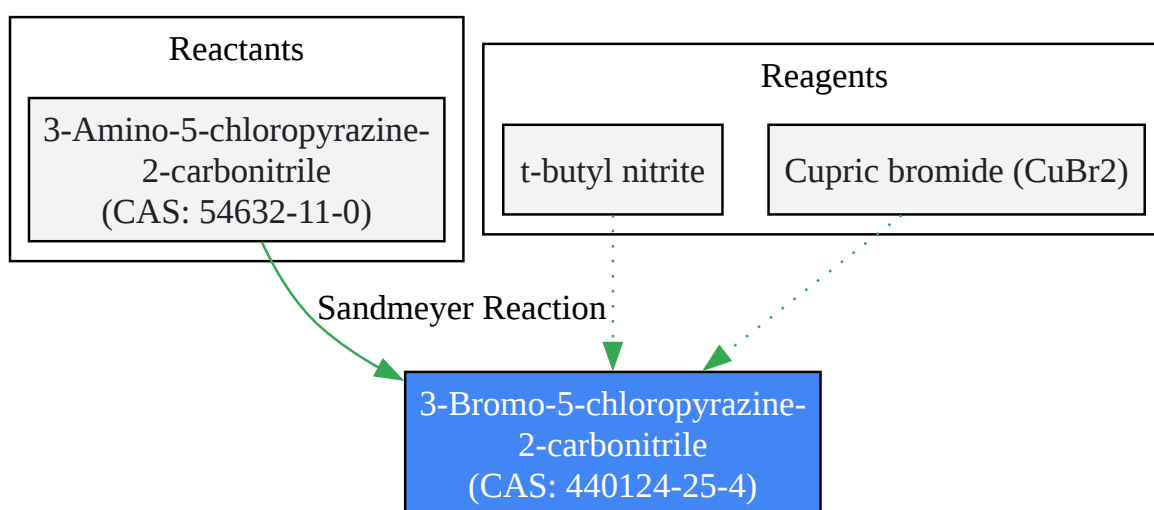 Reactants
3-Amino-5-chloropyrazine-
2-carbonitrile
(CAS: 54632-11-0)
Reagents
t-butyl nitrite
Cupric bromide (CuBr2)
Sandmeyer Reaction
3-Bromo-5-chloropyrazine-
2-carbonitrile
(CAS: 440124-25-4)